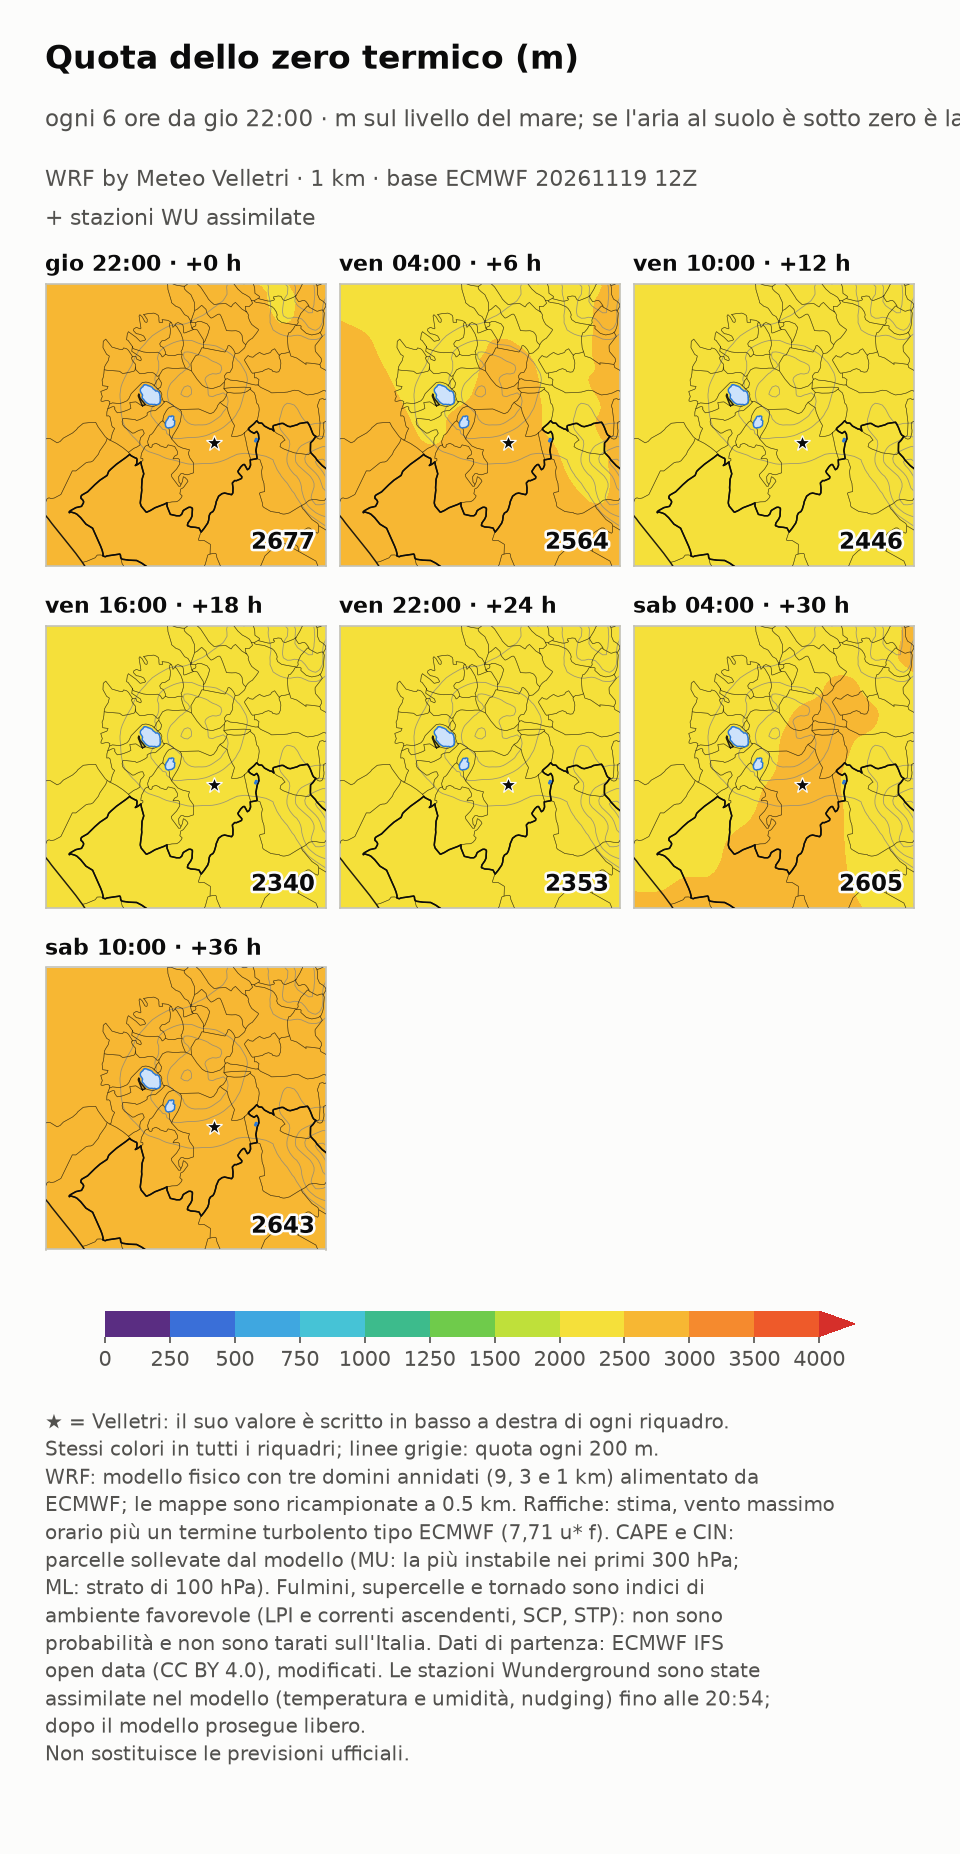 Quota dello zero termico (m)
ogni 6 ore da gio 22:00 · m sul livello del mare; se l'aria al suolo è sotto zero è la
WRF by Meteo Velletri · 1 km · base ECMWF 20261119 12Z
+ stazioni WU assimilate
gio 22:00 · +0 h
ven 04:00 · +6 h
ven 10:00 · +12 h
2677
2564
2446
ven 16:00 · +18 h
ven 22:00 · +24 h
sab 04:00 · +30 h
2340
2353
2605
sab 10:00 · +36 h
2643
0 250 500 750 1000 1250 1500 2000 2500 3000 3500 4000
★ = Velletri: il suo valore è scritto in basso a destra di ogni riquadro.
Stessi colori in tutti i riquadri; linee grigie: quota ogni 200 m.
WRF: modello fisico con tre domini annidati (9, 3 e 1 km) alimentato da
ECMWF; le mappe sono ricampionate a 0.5 km. Raffiche: stima, vento massimo
orario più un termine turbolento tipo ECMWF (7,71 u* f). CAPE e CIN:
parcelle sollevate dal modello (MU: la più instabile nei primi 300 hPa;
ML: strato di 100 hPa). Fulmini, supercelle e tornado sono indici di
ambiente favorevole (LPI e correnti ascendenti, SCP, STP): non sono
probabilità e non sono tarati sull'Italia. Dati di partenza: ECMWF IFS
open data (CC BY 4.0), modificati. Le stazioni Wunderground sono state
assimilate nel modello (temperatura e umidità, nudging) fino alle 20:54;
dopo il modello prosegue libero.
Non sostituisce le previsioni ufficiali.